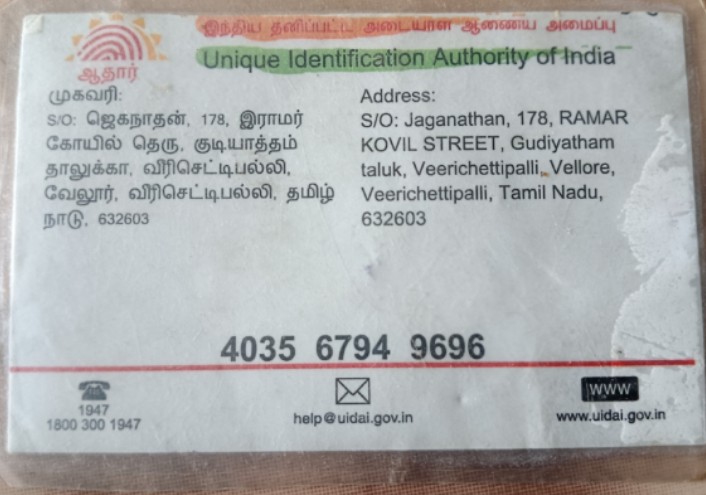 இந்திய தனிப்பட்ட அடையாள ஆணைய அமைப்பு
Unique Identification Authority of India
ஆதார்
முகவரி:
S/O: ஜெகநாதன், 178, இராமர்
கோயில் தெரு, குடியாத்தம்
தாலுக்கா, வீரிசெட்டிபல்லி,
வேலூர், வீரிசெட்டிபல்லி, தமிழ்
நாடு, 632603
Address:
S/O: Jaganathan, 178, RAMAR
KOVIL STREET, Gudiyatham
taluk, Veerichettipalli, Vellore,
Veerichettipalli, Tamil Nadu,
632603
4035 6794 9696
1947
1800 300 1947
help@uidai.gov.in
www
www.uidai.gov.in